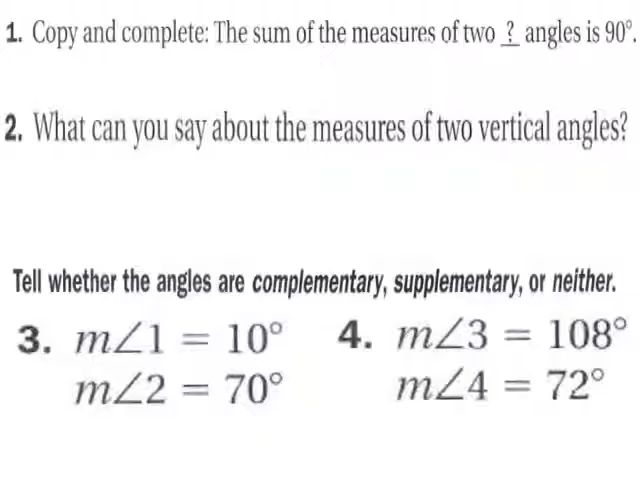 1. Copy and complete: The sum of the measures of two ? angles is 90°.
2. What can you say about the measures of two vertical angles?
Tell whether the angles are complementary, supplementary, or neither.
3. m∠1 = 10° 4. m∠3 = 108°
m∠2 = 70° m∠4 = 72°